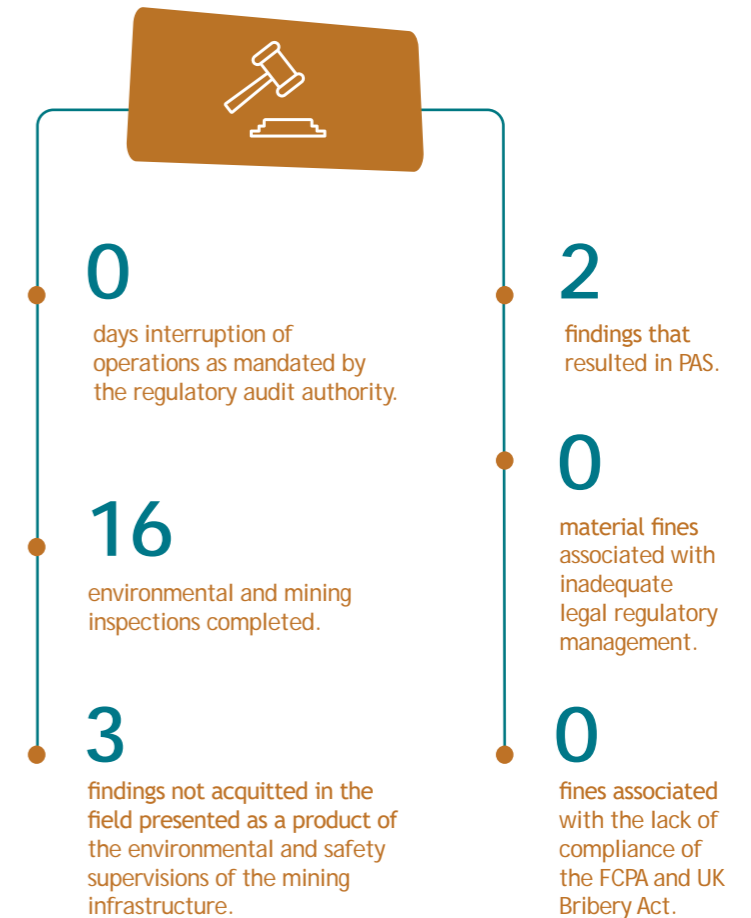 0
days interruption of
operations as mandated by
the regulatory audit authority.
16
environmental and mining
inspections completed.
3
findings not acquitted in the
field presented as a product of
the environmental and safety
supervisions of the mining
infrastructure.
2
findings that
resulted in PAS.
0
material fines
associated with
inadequate
legal regulatory
management.
0
fines associated
with the lack of
compliance of
the FCPA and UK
Bribery Act.